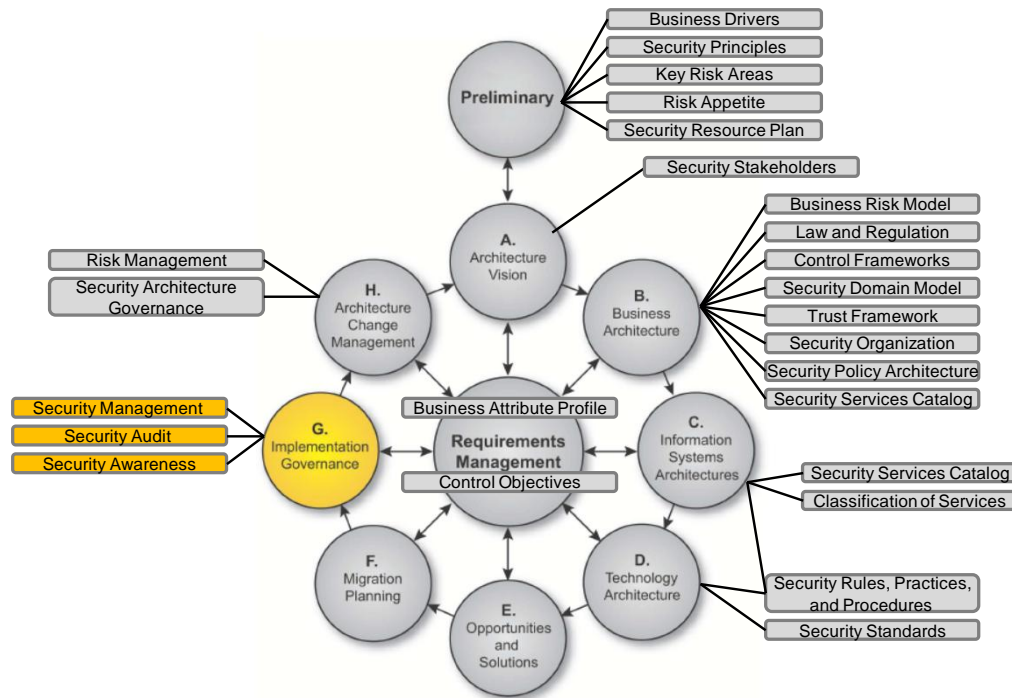 Business Drivers
Security Principles
Key Risk Areas
Risk Appetite
Security Resource Plan
Preliminary
Security Stakeholders
A.
Architecture
Vision
Business Risk Model
Law and Regulation
Control Frameworks
Security Domain Model
Trust Framework
Security Organization
Security Policy Architecture
Security Services Catalog
B.
Business
Architecture
Risk Management
Security Architecture
Governance
H.
Architecture
Change
Management
Security Management
Security Audit
Security Awareness
G.
Implementation
Governance
Business Attribute Profile
Requirements
Management
Control Objectives
C.
Information
Systems
Architectures
Security Services Catalog
Classification of Services
Security Rules, Practices,
and Procedures
Security Standards
D.
Technology
Architecture
F.
Migration
Planning
E.
Opportunities
and
Solutions